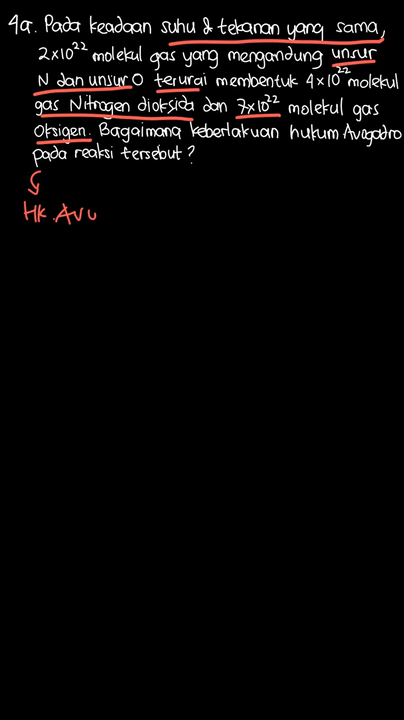 4a. Pada keadaan suhu & tekanan yang sama,
2x10²² molekul gas yang mengandung unsur
N dan unsur O terurai membentuk 4x10²² molekul
gas Nitrogen dioksida dan 7x10²² molekul gas
Oksigen. Bagaimana keberlakuan hukum Avogadro
pada reaksi tersebut?
Hk. Avo